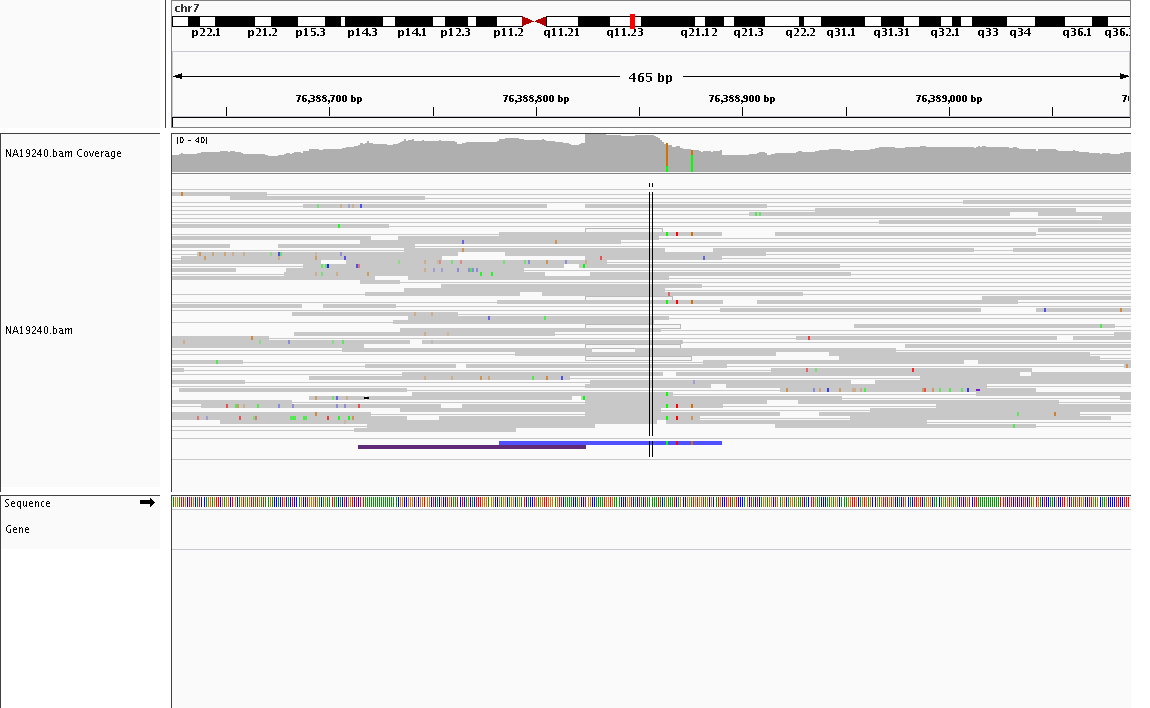 chr7
p22.1 p21.2 p15.3 p14.3 p14.1 p12.3 p11.2 q11.21 q11.23 q21.12 q21.3 q22.2 q31.1 q31.31 q32.1 q33 q34 q36.1 q36.
465 bp
76,388,700 bp 76,388,800 bp 76,388,900 bp 76,389,000 bp 7
NA19240.bam Coverage
[0 - 40]
NA19240.bam
Sequence
Gene